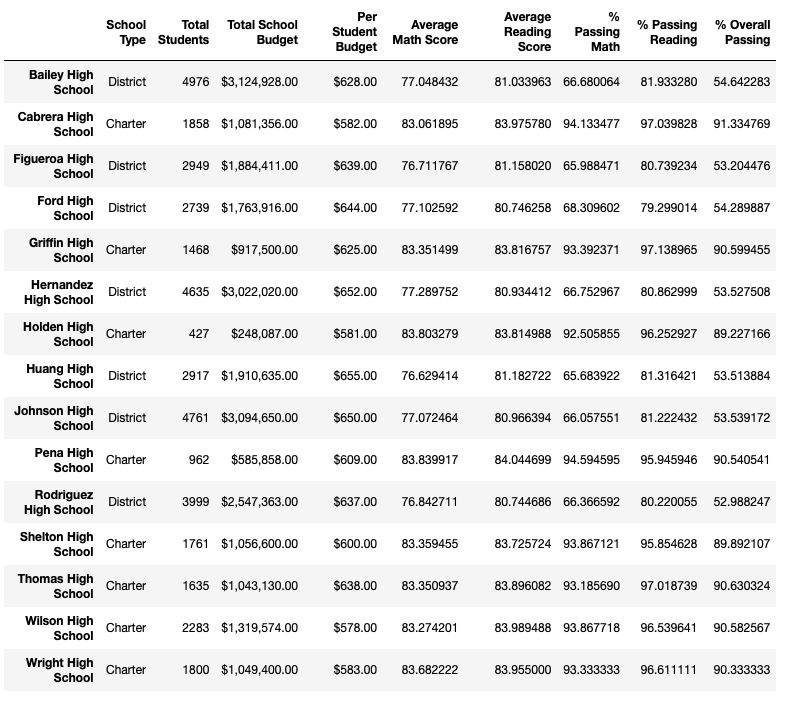 School Type Total Students Total School Budget Per Student Budget Average Math Score Average Reading Score % Passing Math % Passing Reading % Overall Passing
Bailey High School District 4976 $3,124,928.00 $628.00 77.048432 81.033963 66.680064 81.933280 54.642283
Cabrera High School Charter 1858 $1,081,356.00 $582.00 83.061895 83.975780 94.133477 97.039828 91.334769
Figueroa High School District 2949 $1,884,411.00 $639.00 76.711767 81.158020 65.988471 80.739234 53.204476
Ford High School District 2739 $1,763,916.00 $644.00 77.102592 80.746258 68.309602 79.299014 54.289887
Griffin High School Charter 1468 $917,500.00 $625.00 83.351499 83.816757 93.392371 97.138965 90.599455
Hernandez High School District 4635 $3,022,020.00 $652.00 77.289752 80.934412 66.752967 80.862999 53.527508
Holden High School Charter 427 $248,087.00 $581.00 83.803279 83.814988 92.505855 96.252927 89.227166
Huang High School District 2917 $1,910,635.00 $655.00 76.629414 81.182722 65.683922 81.316421 53.513884
Johnson High School District 4761 $3,094,650.00 $650.00 77.072464 80.966394 66.057551 81.222432 53.539172
Pena High School Charter 962 $585,858.00 $609.00 83.839917 84.044699 94.594595 95.945946 90.540541
Rodriguez High School District 3999 $2,547,363.00 $637.00 76.842711 80.744686 66.366592 80.220055 52.988247
Shelton High School Charter 1761 $1,056,600.00 $600.00 83.359455 83.725724 93.867121 95.854628 89.892107
Thomas High School Charter 1635 $1,043,130.00 $638.00 83.350937 83.896082 93.185690 97.018739 90.630324
Wilson High School Charter 2283 $1,319,574.00 $578.00 83.274201 83.989488 93.867718 96.539641 90.582567
Wright High School Charter 1800 $1,049,400.00 $583.00 83.682222 83.955000 93.333333 96.611111 90.333333